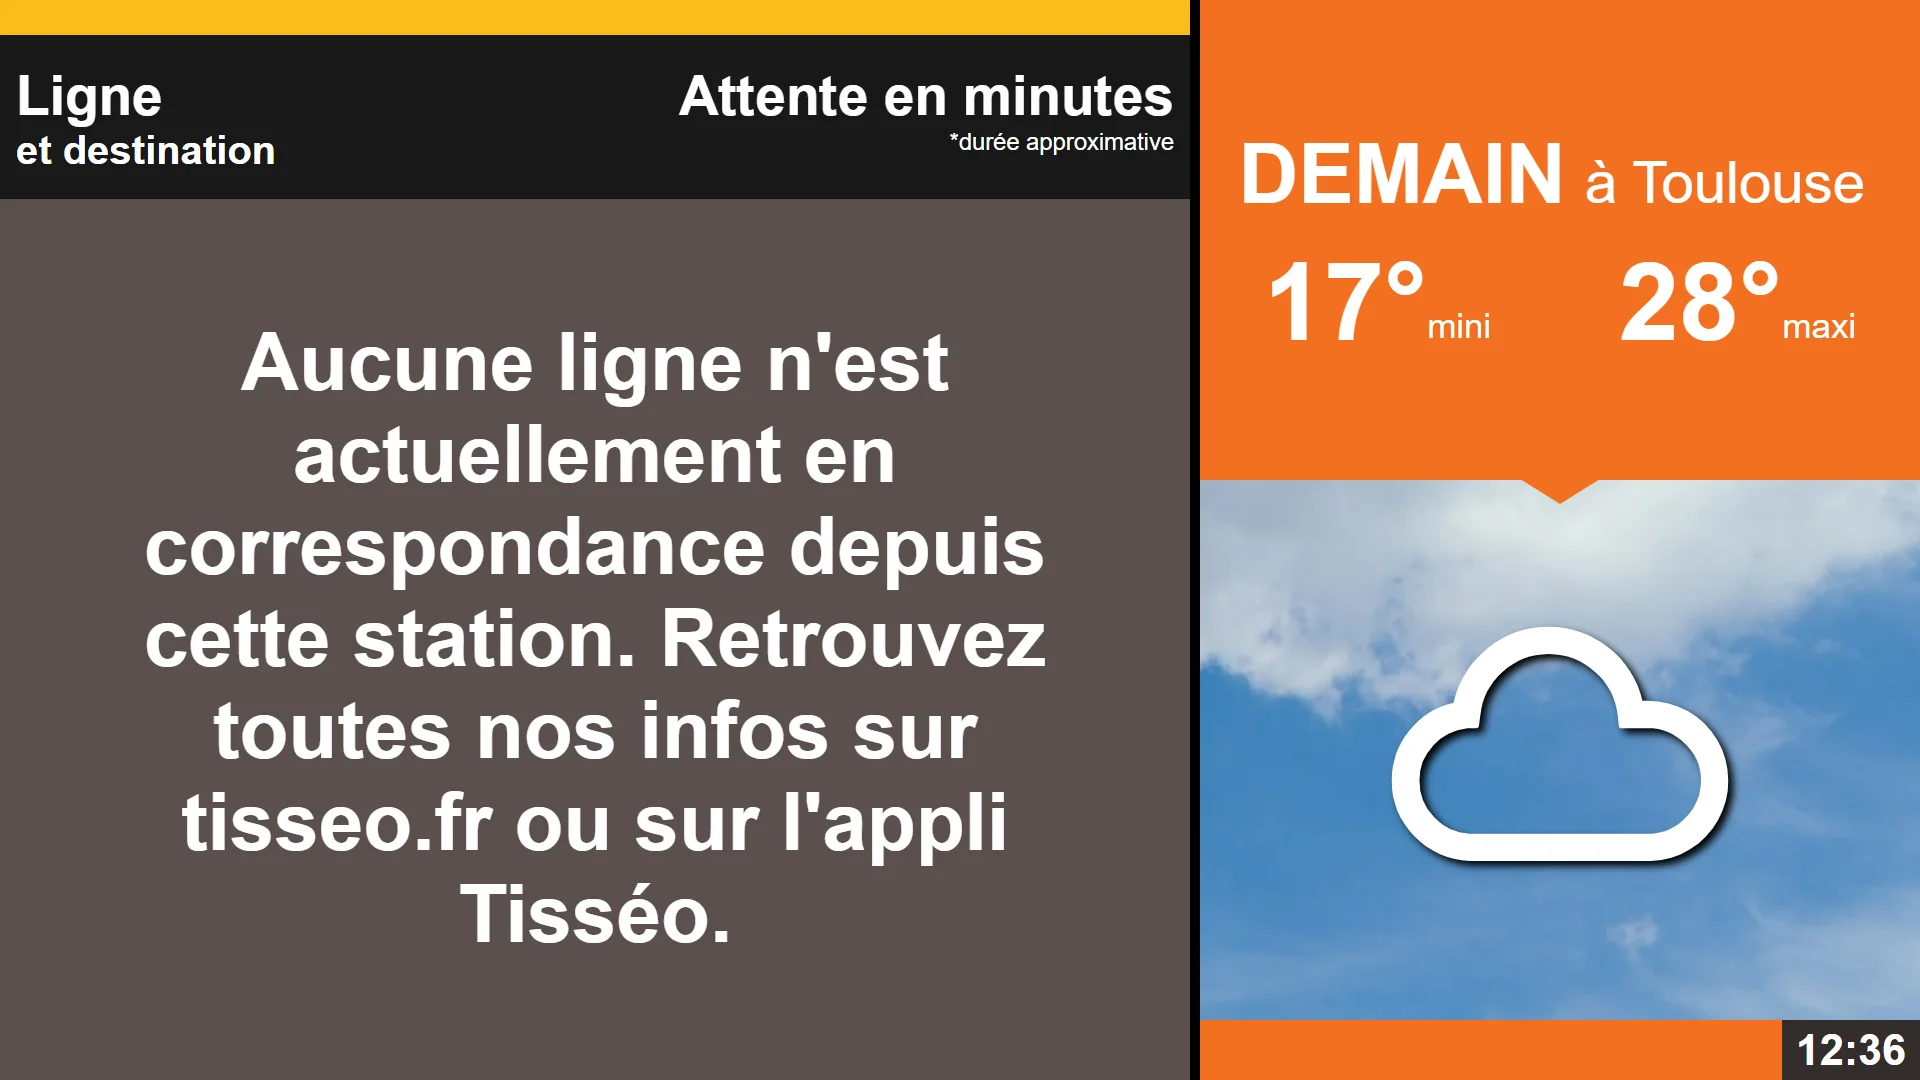 Ligne
et destination
Attente en minutes
*durée approximative
Aucune ligne n'est
actuellement en
correspondance depuis
cette station. Retrouvez
toutes nos infos sur
tisseo.fr ou sur l'appli
Tisséo.
DEMAIN à Toulouse
17° mini 28° maxi
12:36